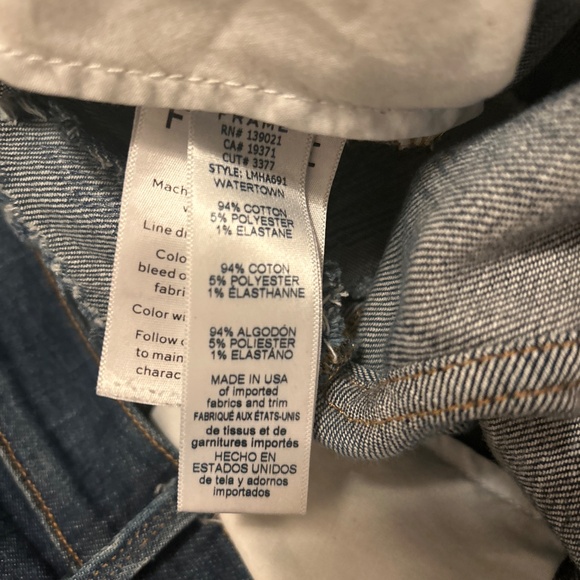 FRAME
RN# 139021
CA# 19371
CUT# 3377
STYLE: LMHA691
WATERTOWN
94% COTTON
5% POLYESTER
1% ELASTANE
94% COTON
5% POLYESTER
1% ÉLASTHANNE
94% ALGODÓN
5% POLIESTER
1% ELASTANO
MADE IN USA
of imported
fabrics and trim
FABRIQUÉ AUX ÉTATS-UNIS
de tissus et de
garnitures importés
HECHO EN
ESTADOS UNIDOS
de tela y adornos
importados
F
Mach
Line d
Colo
bleed o
fabri
Color wi
Follow
to main
charac